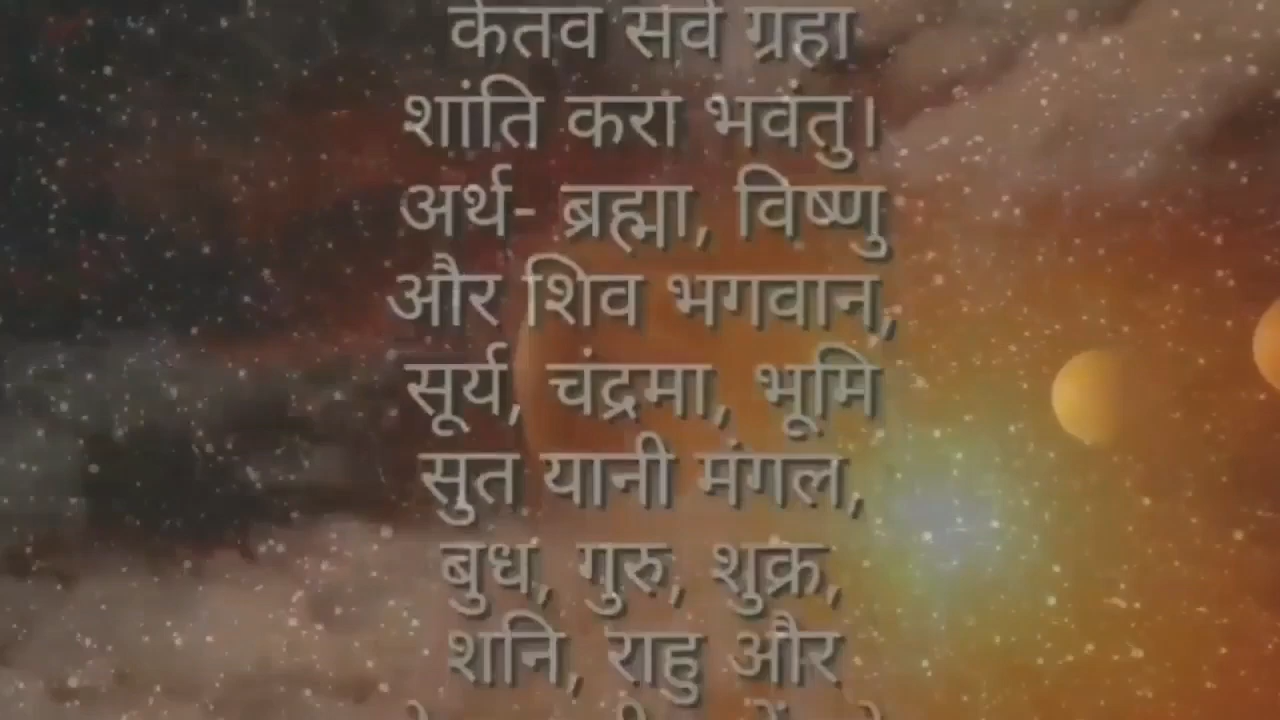 केतव सर्व ग्रहा
शांति करा भवंतु।
अर्थ- ब्रह्मा, विष्णु
और शिव भगवान,
सूर्य, चंद्रमा, भूमि
सुत यानी मंगल,
बुध, गुरु, शुक्र,
शनि, राहु और